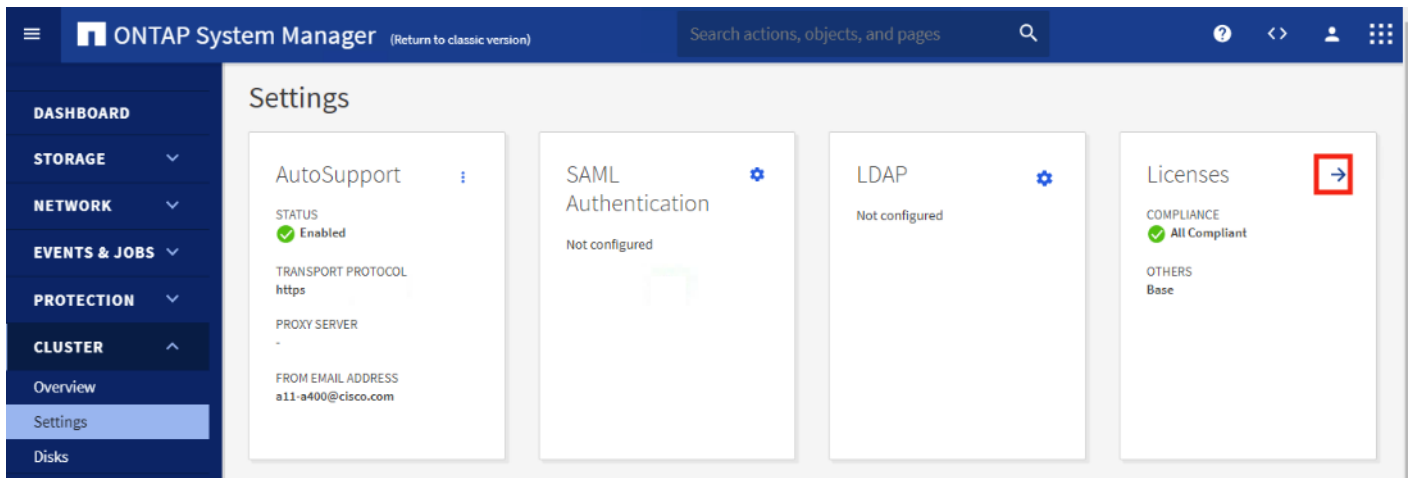 ONTAP System Manager (Return to classic version)
Search actions, objects, and pages
DASHBOARD
STORAGE
NETWORK
EVENTS & JOBS
PROTECTION
CLUSTER
Overview
Settings
Disks
Settings
AutoSupport
STATUS
Enabled
TRANSPORT PROTOCOL
https
PROXY SERVER
-
FROM EMAIL ADDRESS
a11-a400@cisco.com
SAML
Authentication
Not configured
LDAP
Not configured
Licenses
COMPLIANCE
All Compliant
OTHERS
Base